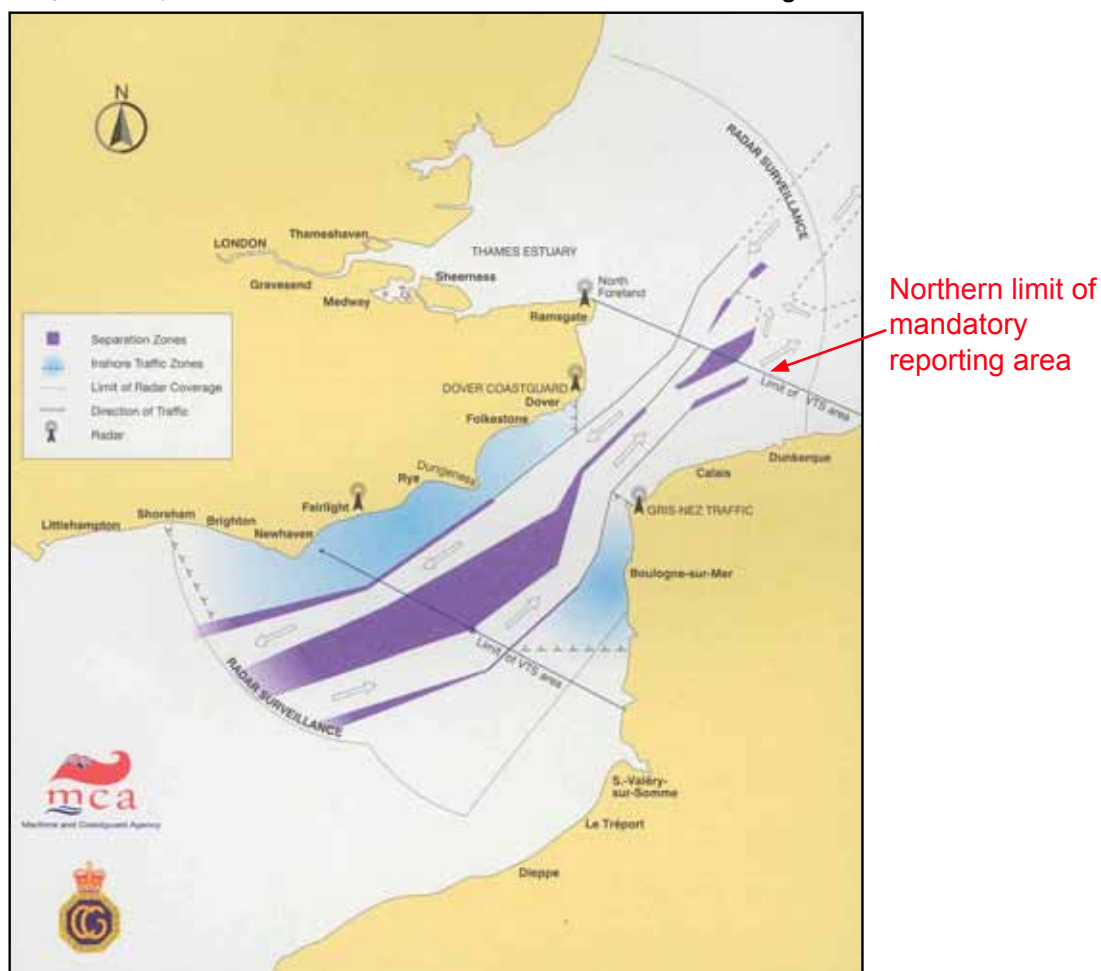 N
RADAR SURVEILLANCE
LONDON
Thameshaven
THAMES ESTUARY
Gravesend
Sheerness
Medway
North
Foreland
Ramsgate
Northern limit of
mandatory
reporting area
Separation Zones
Inshore Traffic Zones
Limit of Radar Coverage
Direction of Traffic
Radar
DOVER COASTGUARD
Dover
Folkestone
Limit of VTS area
Dunkerque
Calais
Dungeness
Rye
Fairlight
GRIS-NEZ TRAFFIC
Littlehampton
Shoreham
Brighton
Newhaven
Boulogne-sur-Mer
Limit of VTS area
RADAR SURVEILLANCE
S.-Valéry-
sur-Somme
Le Tréport
Dieppe
mca
Maritime and Coastguard Agency
CG